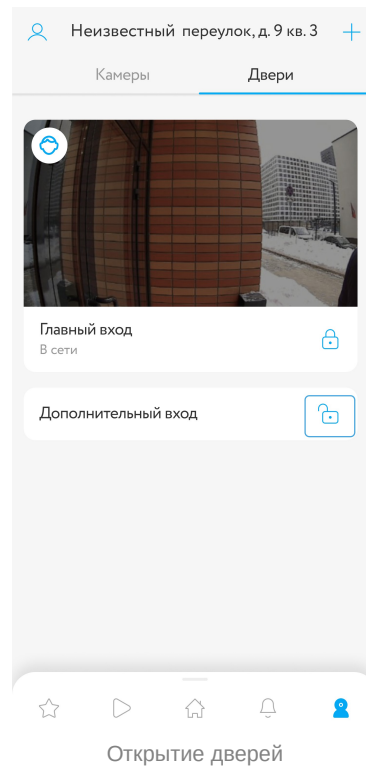 Неизвестный переулок, д. 9 кв. 3
Камеры Двери
Главный вход
В сети
Дополнительный вход
Открытие дверей